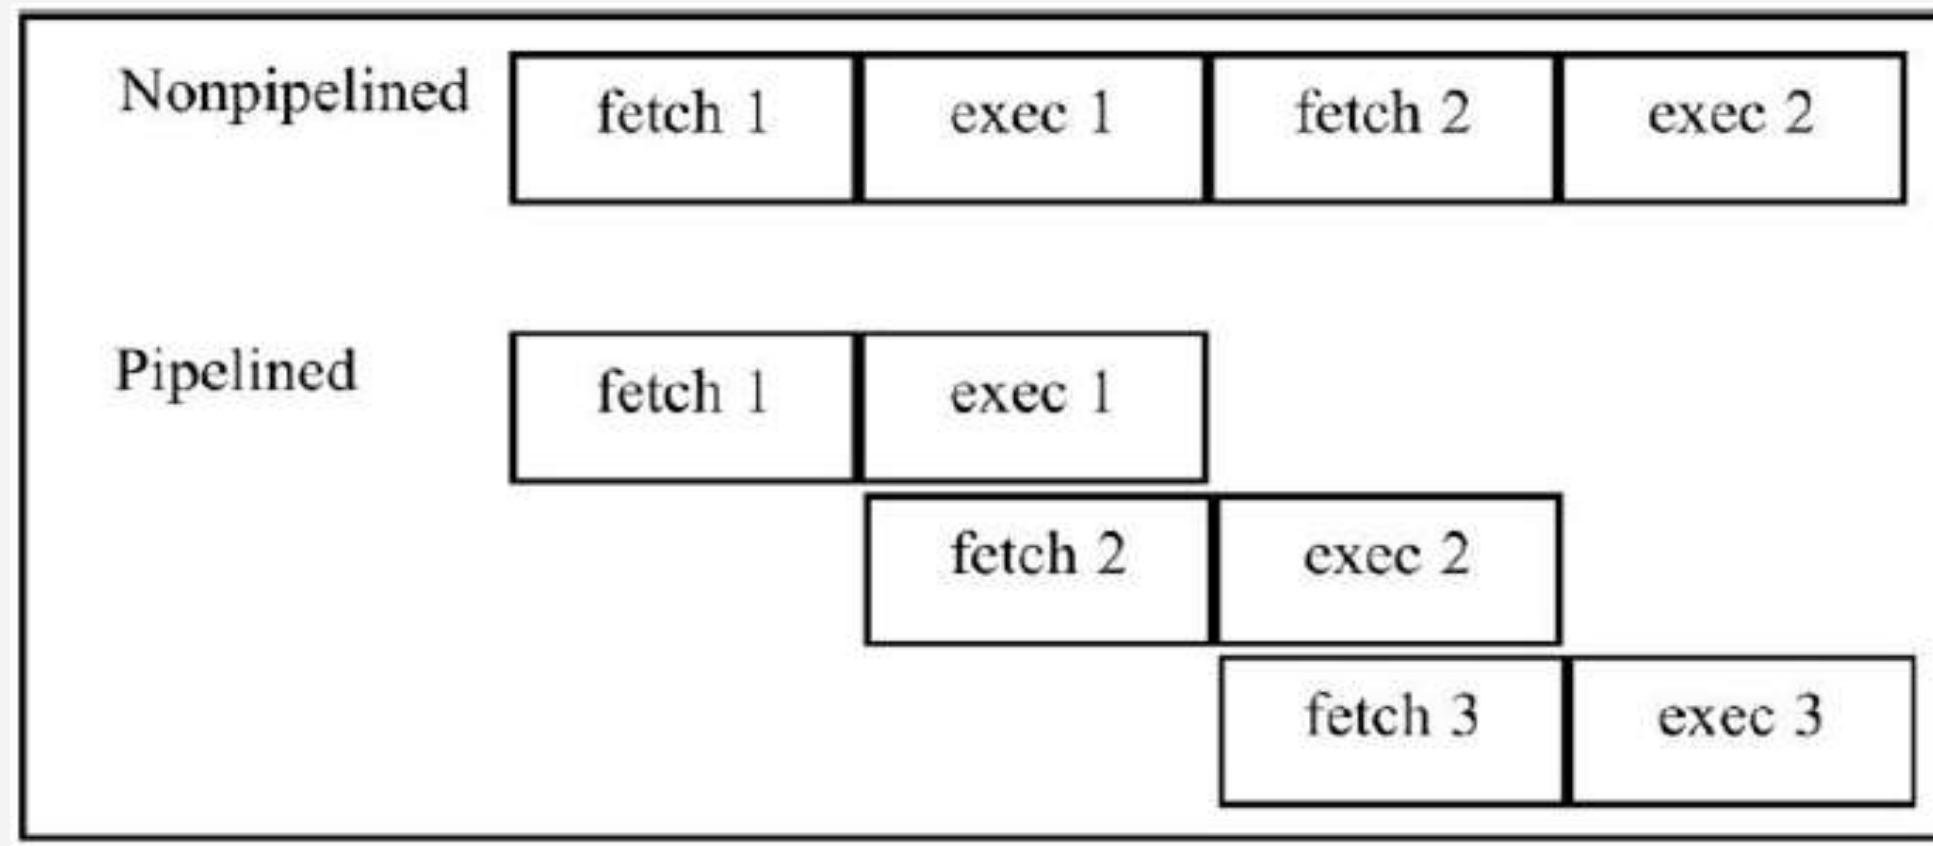 Nonpipelined fetch 1 exec 1 fetch 2 exec 2
Pipelined fetch 1 exec 1
fetch 2 exec 2
fetch 3 exec 3